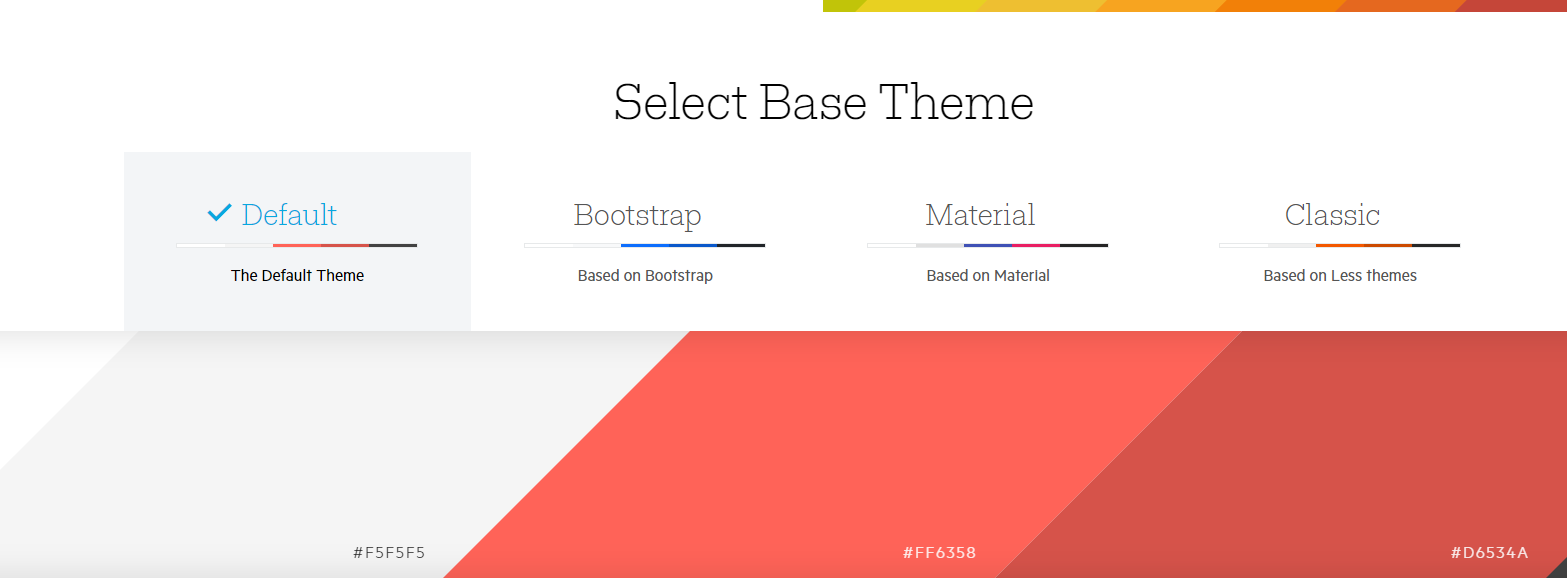 Select Base Theme
Default
The Default Theme
Bootstrap
Based on Bootstrap
Material
Based on Material
Classic
Based on Less themes
#F5F5F5
#FF6358
#D6534A